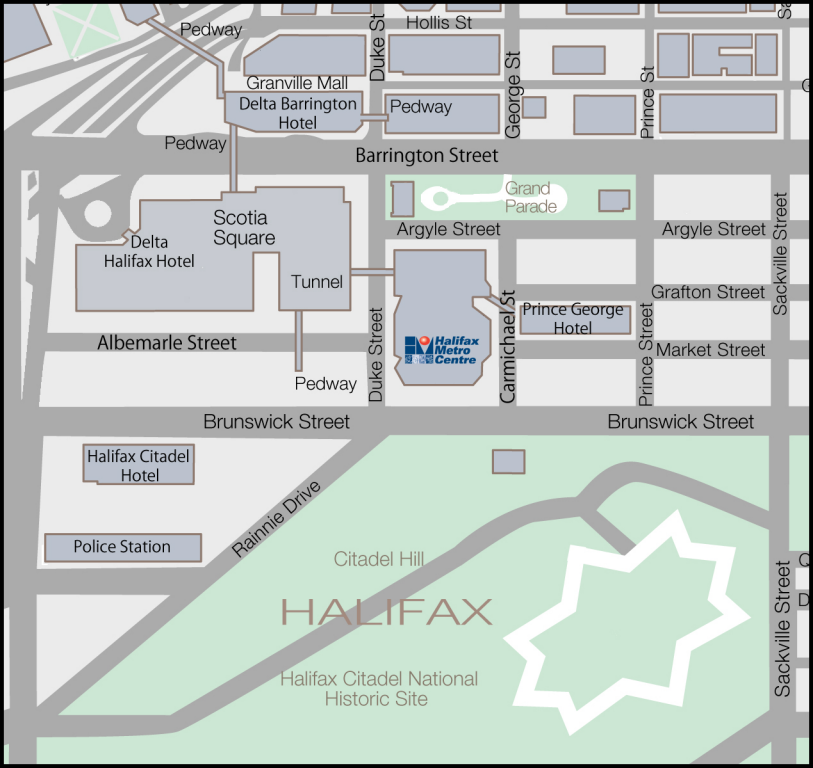 Pedway
Hollis St
Duke St
Granville Mall
George St
Prince St
Delta Barrington
Hotel
Pedway
Pedway
Barrington Street
Grand
Parade
Scotia
Square
Delta
Halifax Hotel
Argyle Street
Argyle Street
Sackville Street
Tunnel
Grafton Street
Carmichael St
Prince George
Hotel
Duke Street
Prince Street
Albemarle Street
Halifax
Metro
Centre
Market Street
Pedway
Brunswick Street
Brunswick Street
Halifax Citadel
Hotel
Rainnie Drive
Police Station
Citadel Hill
HALIFAX
Sackville Street
Halifax Citadel National
Historic Site